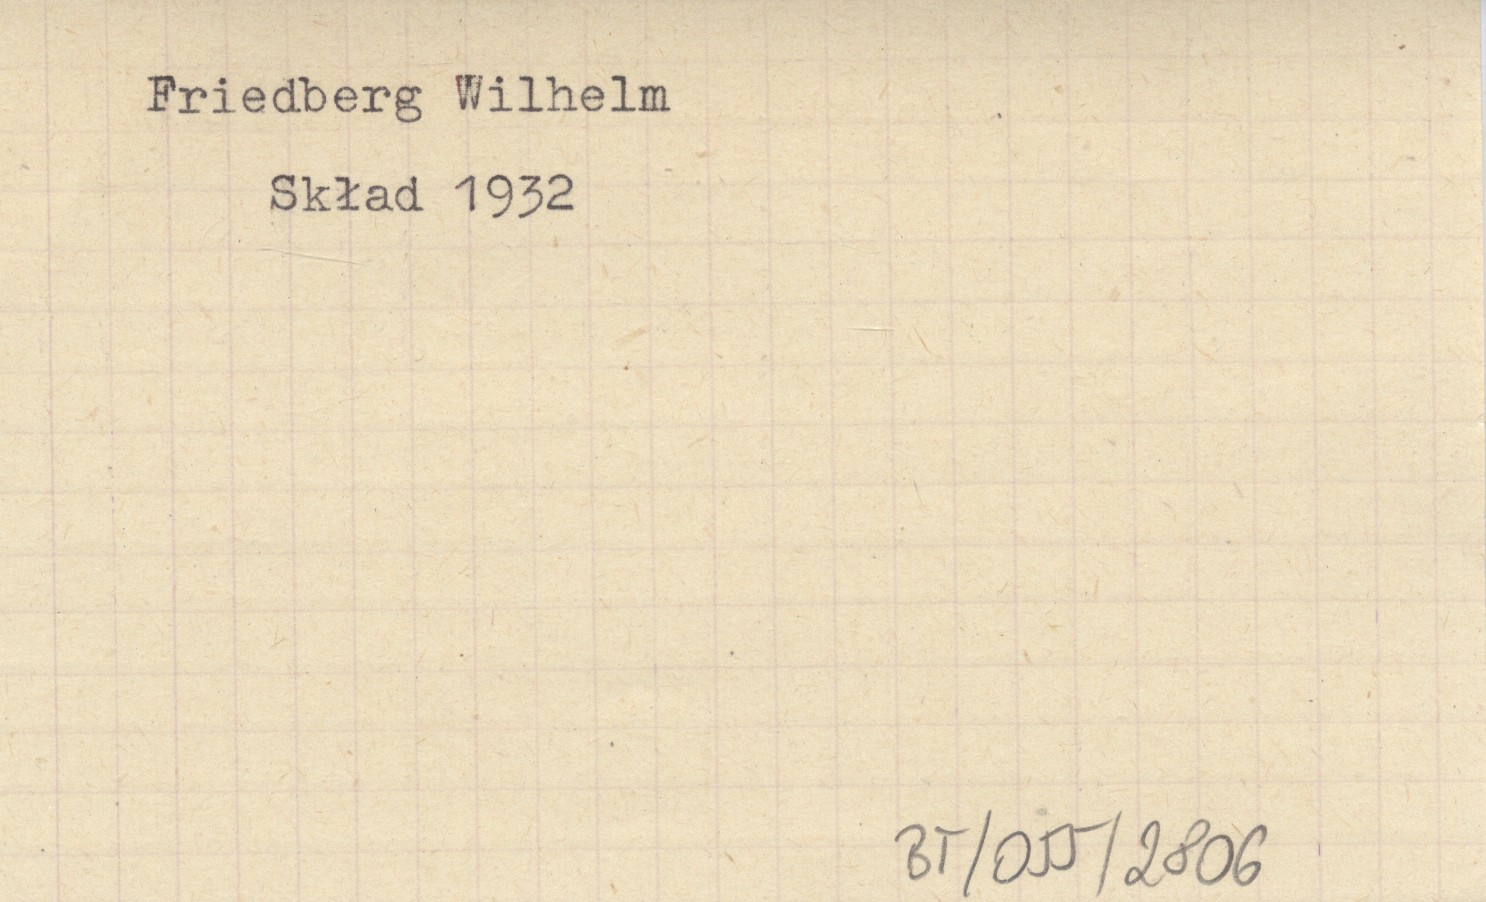 Friedberg Wilhelm
Skład 1932
BT/055/2806